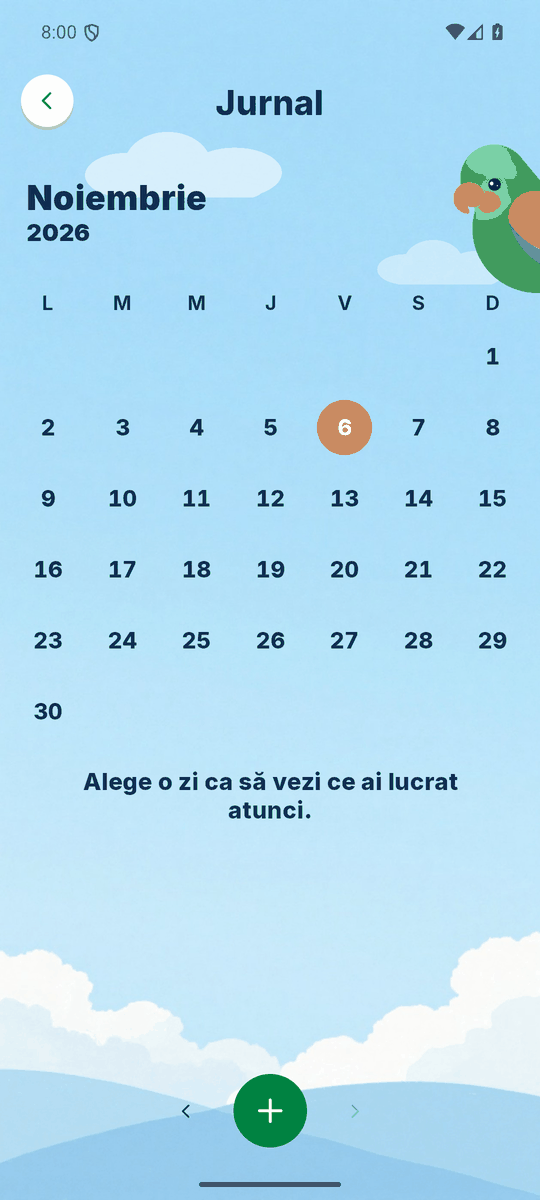 8:00
Jurnal
Noiembrie
2026
L M M J V S D
1
2 3 4 5 6 7 8
9 10 11 12 13 14 15
16 17 18 19 20 21 22
23 24 25 26 27 28 29
30
Alege o zi ca să vezi ce ai lucrat
atunci.